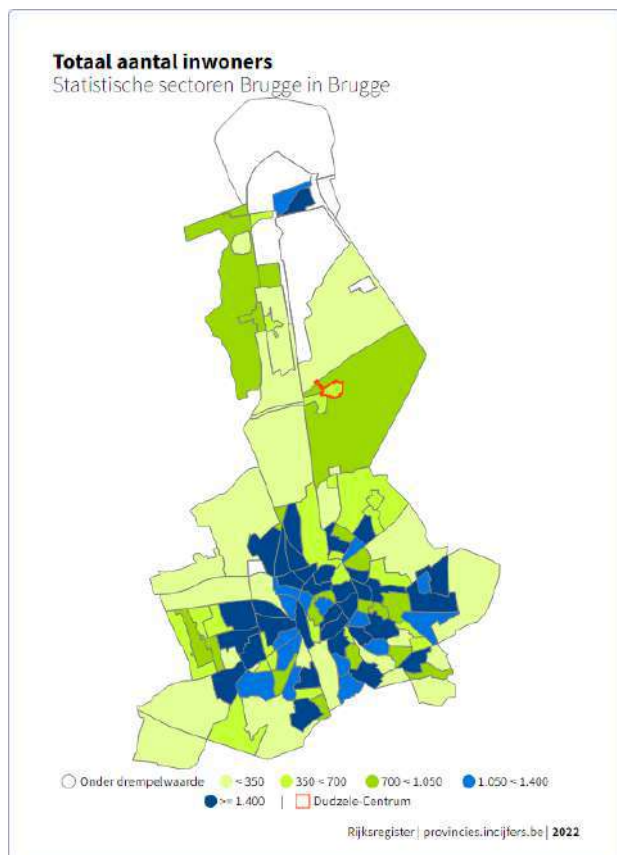 Totaal aantal inwoners
Statistische sectoren Brugge in Brugge
Onder drempelwaarde < 350 350 < 700 700 < 1.050 1.050 < 1.400
>= 1.400 | Dudzele-Centrum
Rijksregister | provincies.incijfers.be | 2022